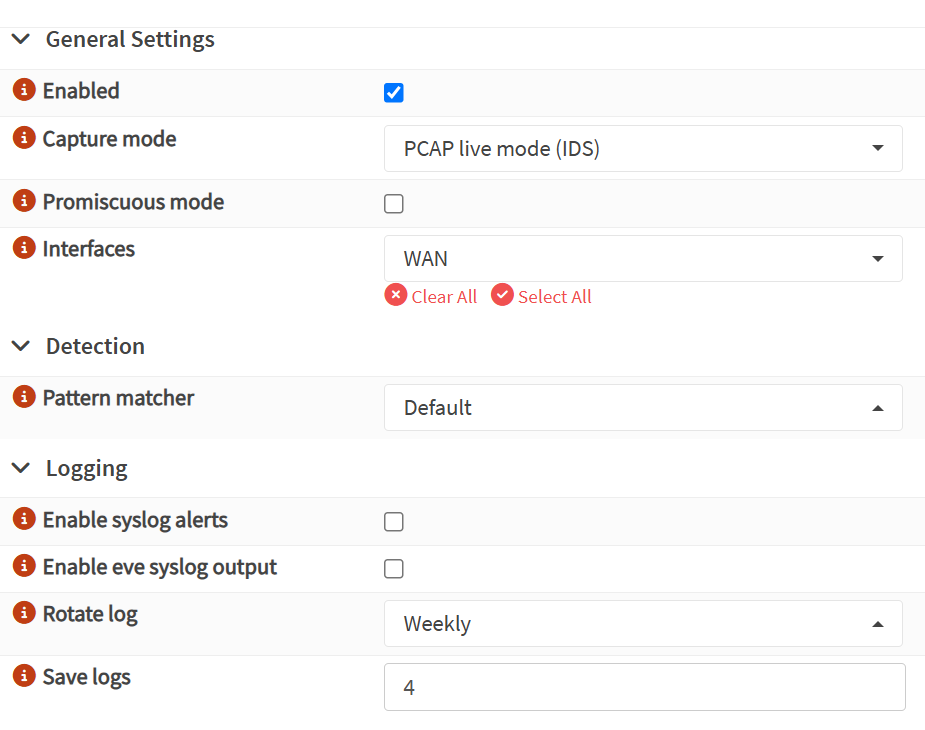 General Settings
Enabled
Capture mode
PCAP live mode (IDS)
Promiscuous mode
Interfaces
WAN
Clear All Select All
Detection
Pattern matcher
Default
Logging
Enable syslog alerts
Enable eve syslog output
Rotate log
Weekly
Save logs
4